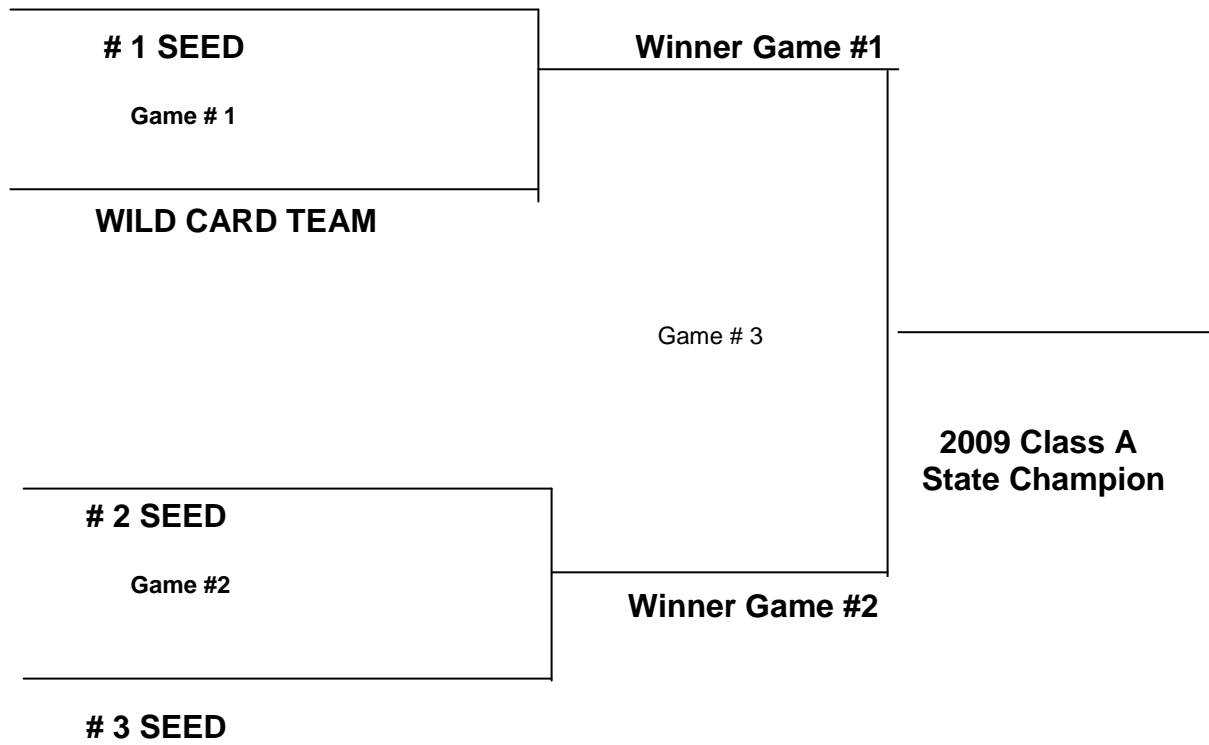 # 1 SEED
Winner Game #1
Game # 1
WILD CARD TEAM
Game # 3
2009 Class A
State Champion
# 2 SEED
Game #2
Winner Game #2
# 3 SEED